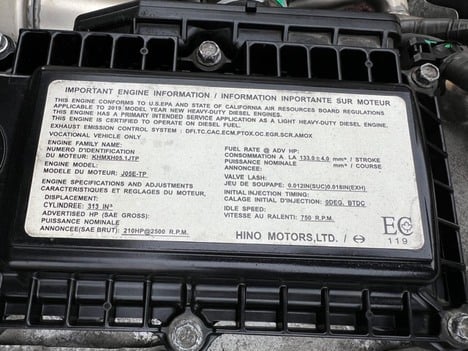 IMPORTANT ENGINE INFORMATION / INFORMATION INPORTANTE SUR MOTEUR
THIS ENGINE CONFORMS TO U.S.EPA AND STATE OF CALIFORNIA AIR RESOURCES BOARD REGULATIONS
APPLICABLE TO 2019 MODEL YEAR NEW HEAVY-DUTY DIESEL ENGINES.
THIS ENGINE HAS A PRIMARY INTENDED SERVICE APPLICATION AS A LIGHT HEAVY-DUTY DIESEL ENGINE.
THIS ENGINE IS CERTIFIED TO OPERATE ON DIESEL FUEL.
EXHAUST EMISSION CONTROL SYSTEM : DFI,TC,CAC,ECM,PTOX,OC,EGR,SCR,AMOX
VOCATIONAL VEHICLE ONLY.
ENGINE FAMILY NAME:
NUMERO D'IDENTIFICATION
DU MOTEUR: KHMXH05.1JTP
ENGINE MODEL:
MODELE DU MOTEUR: J05E-TP
ENGINE SPECIFICATIONS AND ADJUSTMENTS
CARACTERISTIQUES ET REGLAGES DU MOTEUR,
DISPLACEMENT:
CYLINDREE: 313 IN³
ADVERTISED HP (SAE GROSS):
PUISSANCE NOMINALE
ANNONCEE(SAE BRUT): 210HP@2500 R.P.M.
FUEL RATE @ ADV HP:
CONSOMMATION A LA 133.0±4.0 mm³ / STROKE
PUISSANCE NOMINALE mm³ / COURSE
ANNONCEE:
VALVE LASH:
JEU DE SOUPAPE: 0.012IN(SUC)0.018IN(EXH)
INITIAL INJECTION TIMING:
CALAGE INITIAL D'INJECTION: 0DEG. BTDC
IDLE SPEED:
VITESSE AU RALENTI: 750 R.P.M.
HINO MOTORS,LTD. /
EC
119